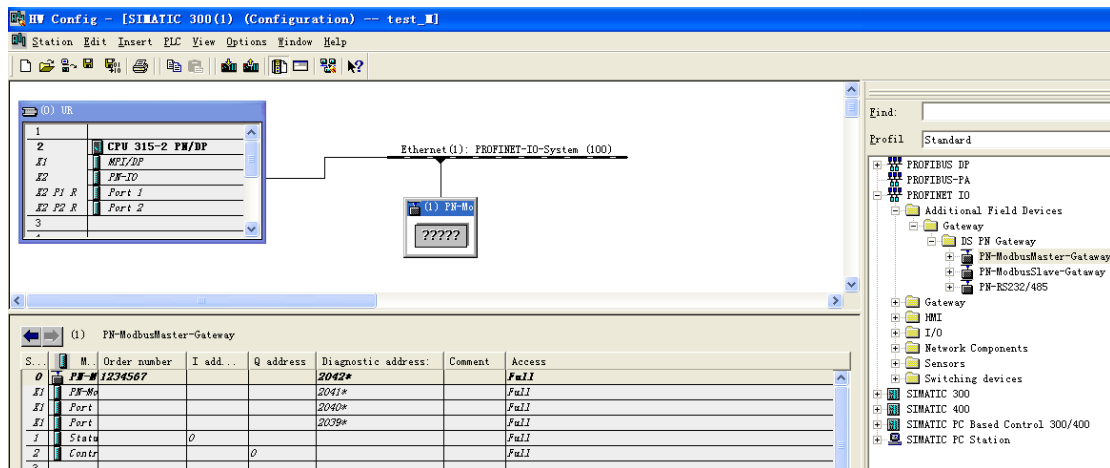 HW Config - [SIMATIC 300(1) (Configuration) -- test_M]
Station Edit Insert PLC View Options Window Help
(0) UR
1
2 CPU 315-2 PN/DP
X1 MPI/DP
X2 PN-IO
X2 P1 R Port 1
X2 P2 R Port 2
3
Ethernet(1): PROFINET-IO-System (100)
(1) PN-Mo
?????
Find:
Profil Standard
PROFIBUS DP
PROFIBUS-PA
PROFINET IO
Additional Field Devices
Gateway
DS PN Gateway
PN-ModbusMaster-Gataway
PN-ModbusSlave-Gataway
PN-RS232/485
Gateway
HMI
I/O
Network Components
Sensors
Switching devices
SIMATIC 300
SIMATIC 400
SIMATIC PC Based Control 300/400
SIMATIC PC Station
(1) PN-ModbusMaster-Gateway
S... M.. Order number I add... Q address Diagnostic address: Comment Access
0 PN-M 1234567 2042* Full
X1 PN-Mo 2041* Full
X1 Port 2040* Full
X1 Port 2039* Full
1 Statu 0 Full
2 Contr 0 Full
3